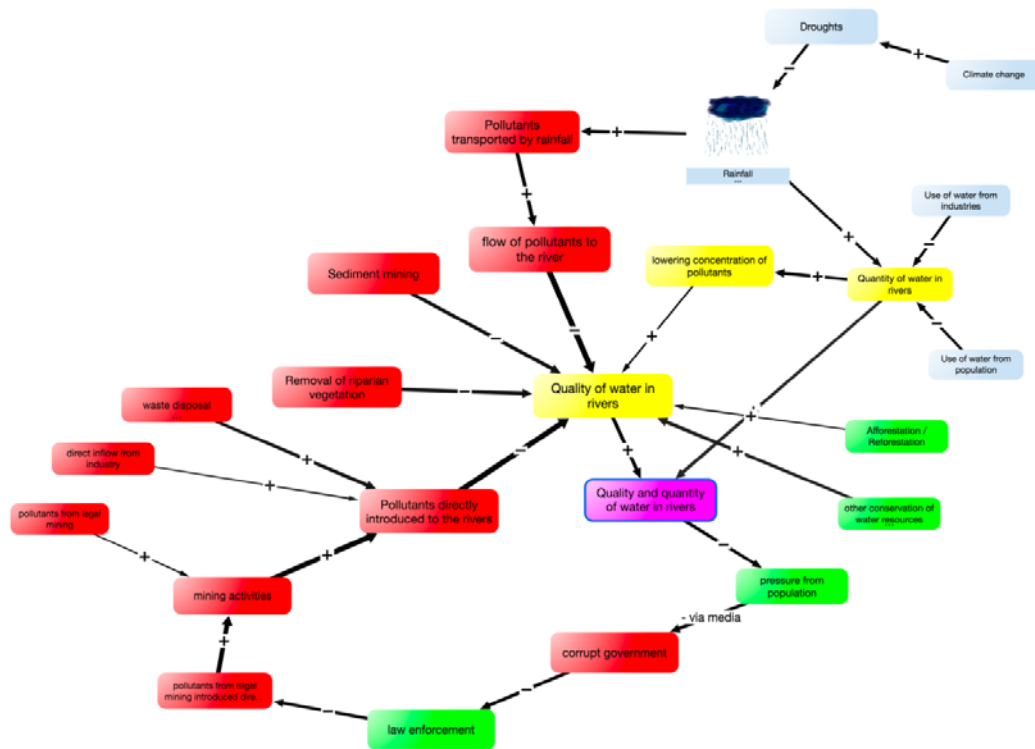 Droughts
+
Climate change
−
Pollutants
transported by rainfall
+
Rainfall
...
+
Use of water from
industries
+
−
flow of pollutants to
the river
lowering concentration of
pollutants
+
Quantity of water in
rivers
Sediment mining
−
−
+
−
Use of water from
population
Removal of riparian
vegetation
−
Quality of water in
rivers
waste disposal
...
+
Afforestation /
Reforestation
direct inflow from
industry
+
−
+
+
+
Pollutants directly
introduced to the rivers
Quality and quantity
of water in rivers
other conservation of
water resources
...
pollutants from legal
mining
+
+
−
mining activities
pressure from
population
- via media
+
corrupt government
pollutants from illigal
mining introduced dire...
−
−
law enforcement